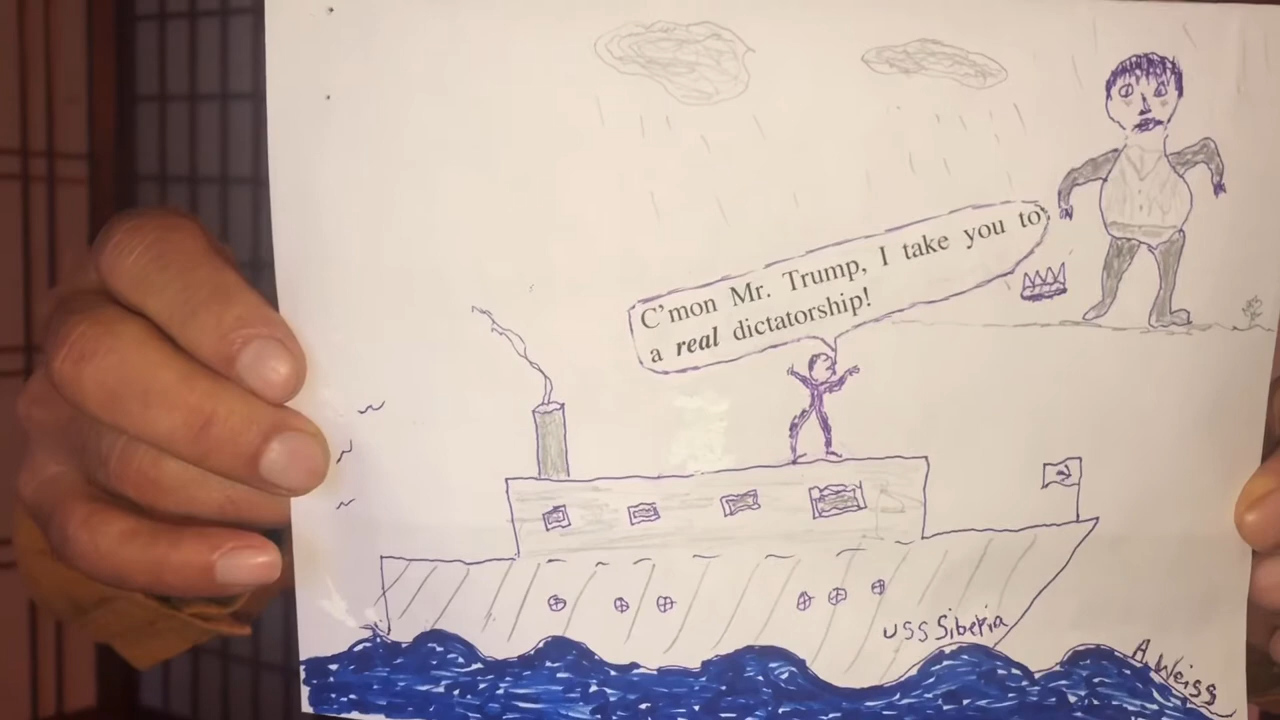 C'mon Mr. Trump, I take you to
a real dictatorship!
USS Siberia
A. Weiss